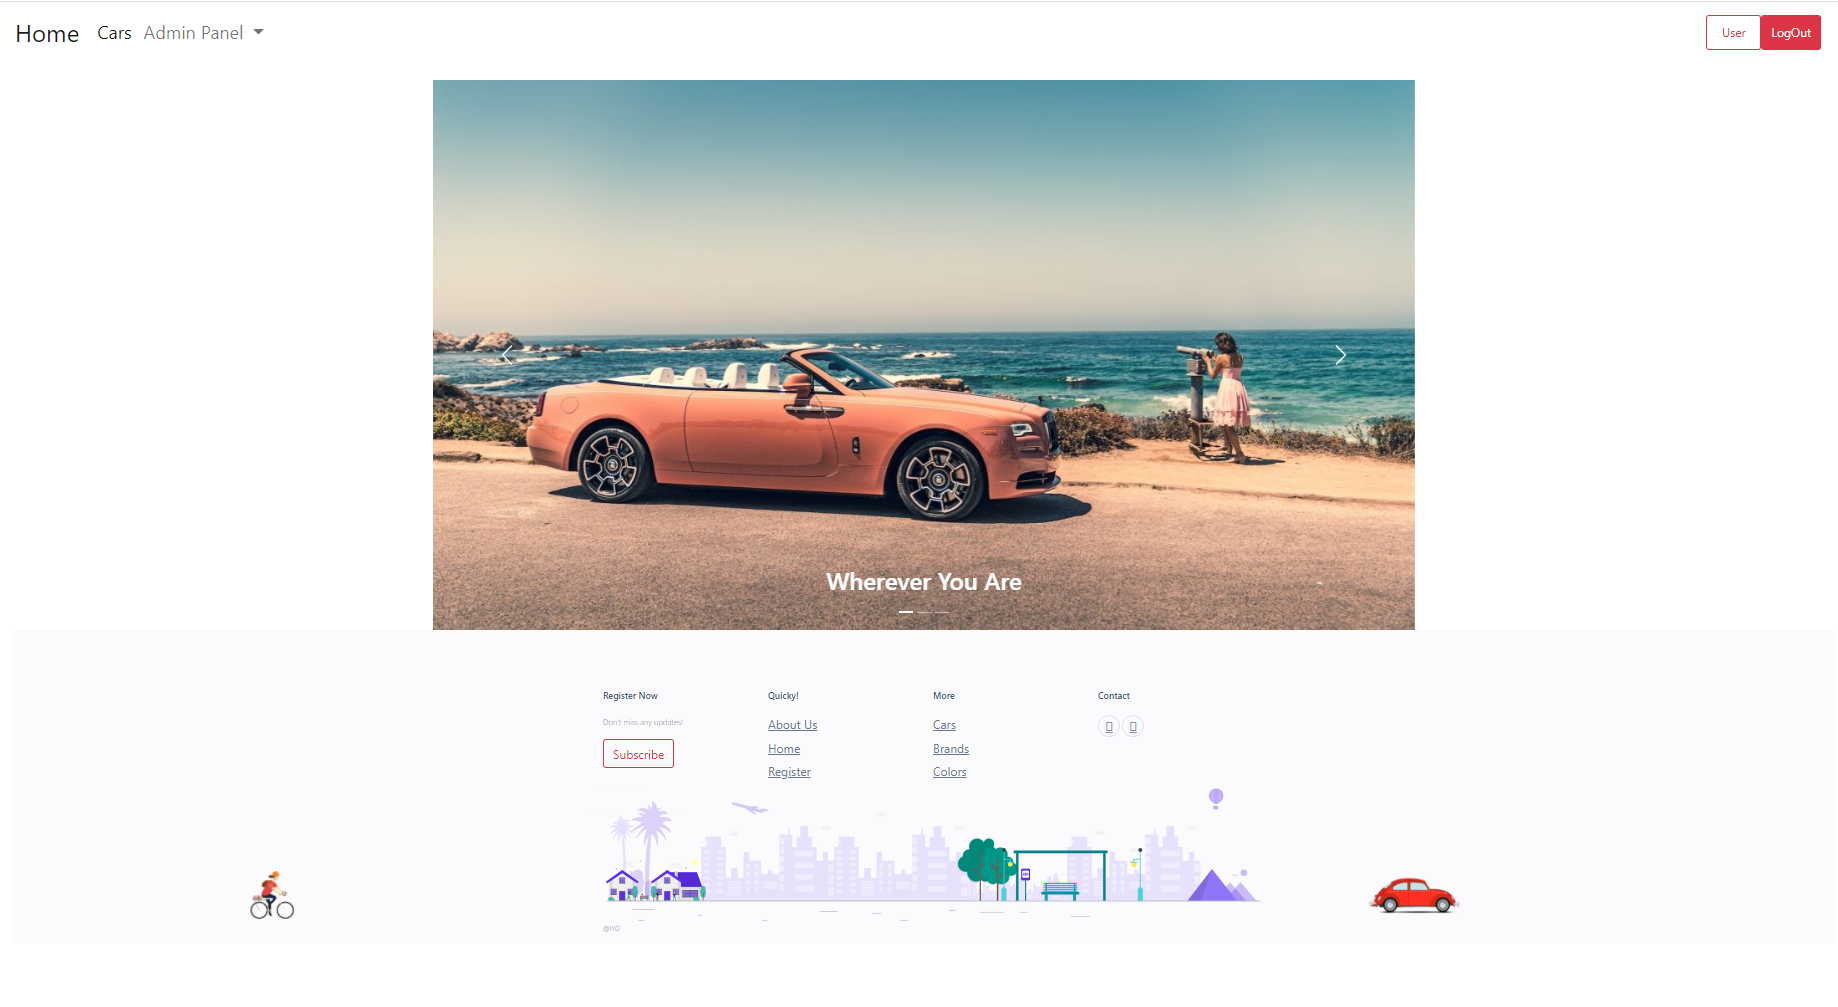 Home Cars Admin Panel User LogOut
Wherever You Are
Register Now Quicky! More Contact
Don't miss any updates! About Us Cars
Subscribe Home Brands
Register Colors
@IYD